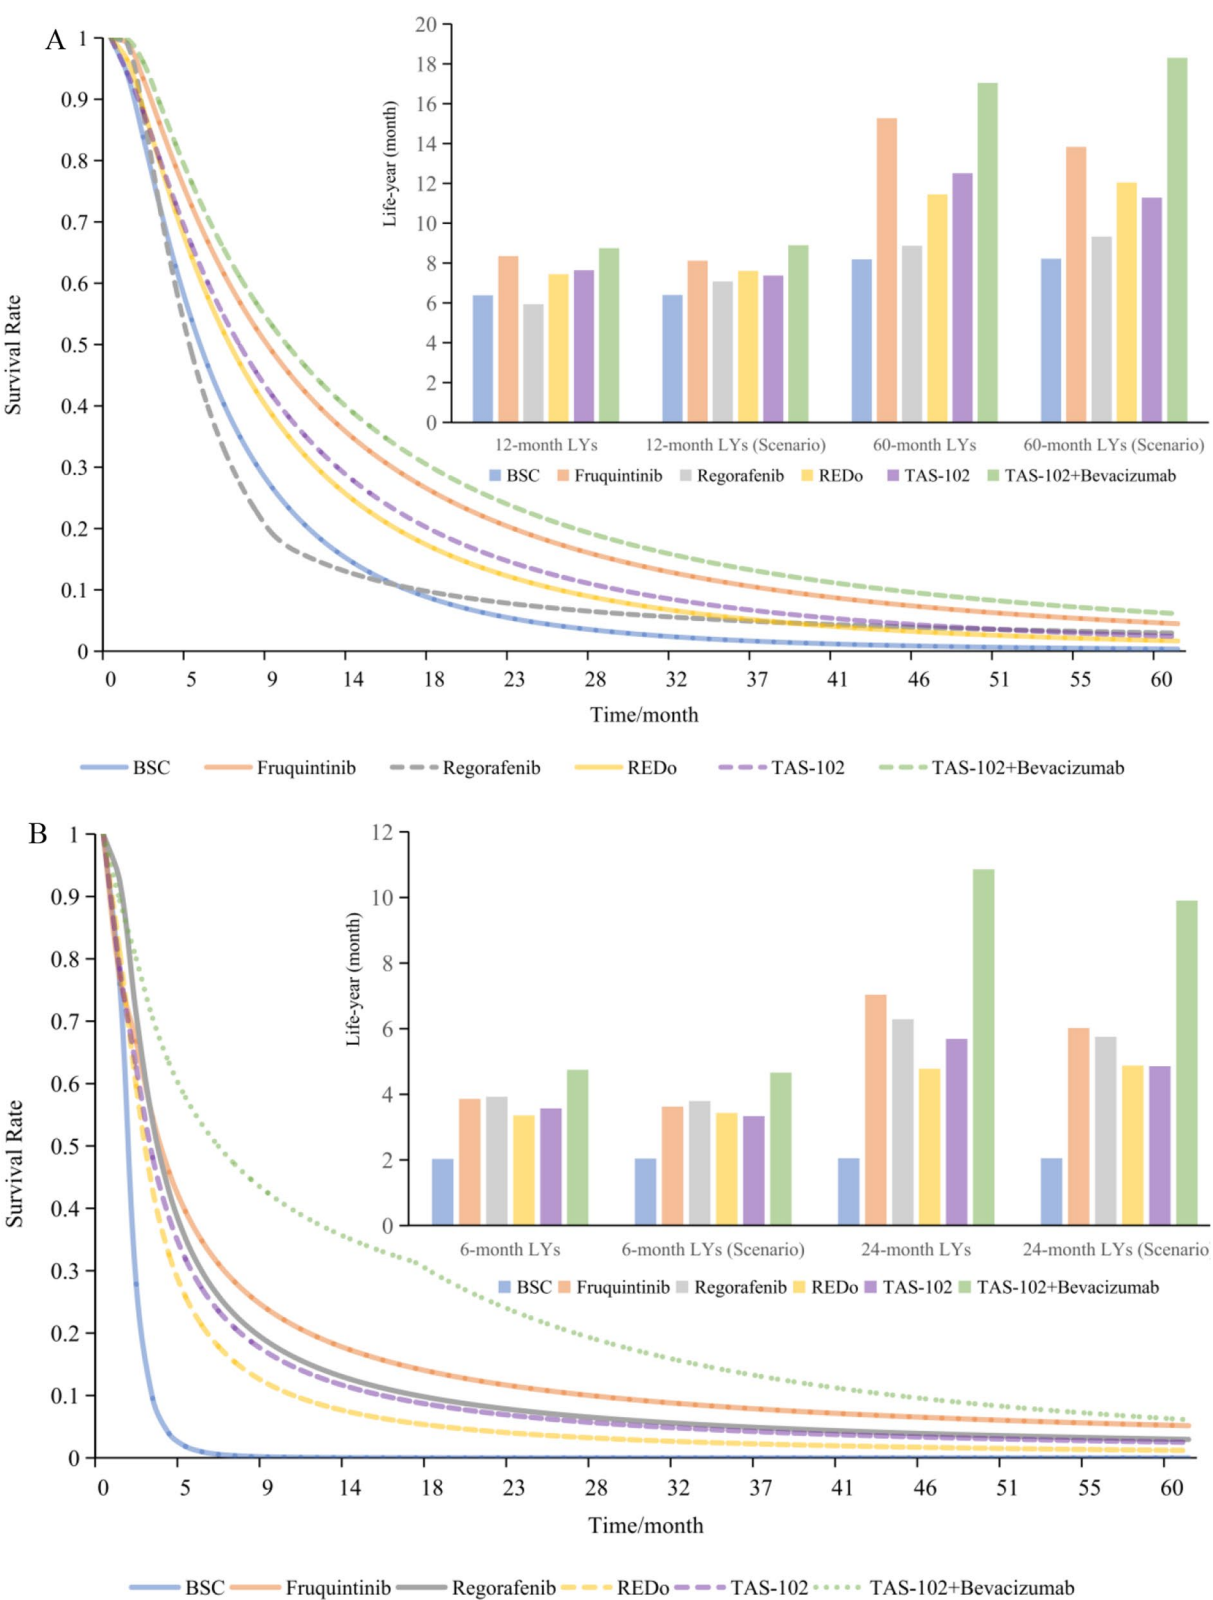 A
Survival Rate
1
0.9
0.8
0.7
0.6
0.5
0.4
0.3
0.2
0.1
0
0 5 9 14 18 23 28 32 37 41 46 51 55 60
Time/month
Life-year (month)
20
18
16
14
12
10
8
6
4
2
0
12-month LYs 12-month LYs (Scenario) 60-month LYs 60-month LYs (Scenario)
BSC Fruquintinib Regorafenib REDo TAS-102 TAS-102+Bevacizumab
BSC Fruquintinib Regorafenib REDo TAS-102 TAS-102+Bevacizumab
B
Survival Rate
1
0.9
0.8
0.7
0.6
0.5
0.4
0.3
0.2
0.1
0
0 5 9 14 18 23 28 32 37 41 46 51 55 60
Time/month
Life-year (month)
12
10
8
6
4
2
0
6-month LYs 6-month LYs (Scenario) 24-month LYs 24-month LYs (Scenario
BSC Fruquintinib Regorafenib REDo TAS-102 TAS-102+Bevacizumab
BSC Fruquintinib Regorafenib REDo TAS-102 TAS-102+Bevacizumab